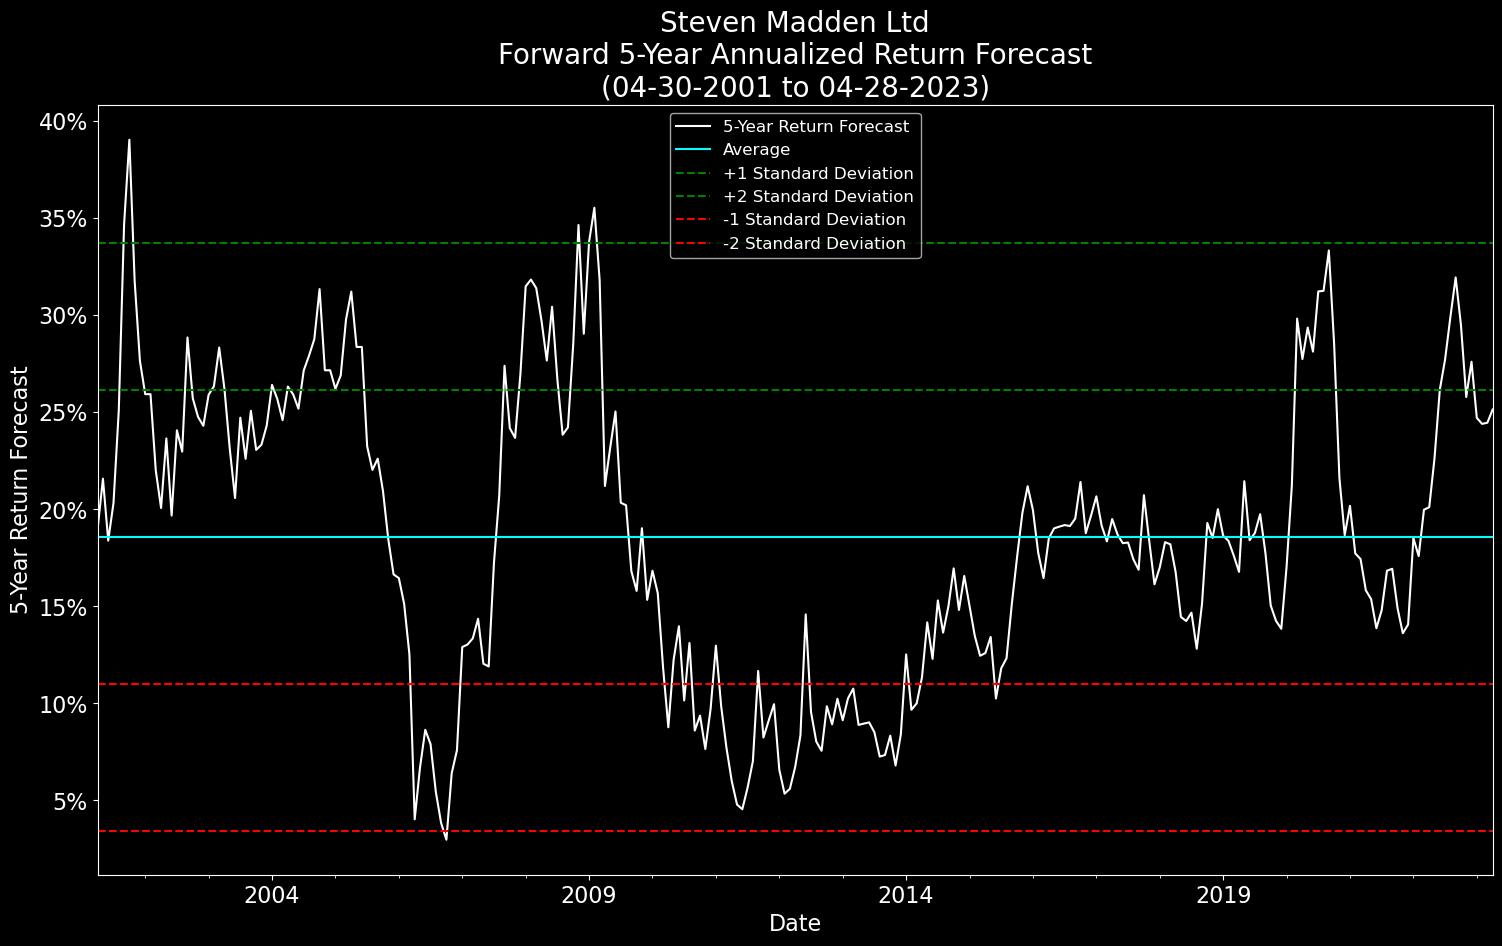 Steven Madden Ltd
Forward 5-Year Annualized Return Forecast
(04-30-2001 to 04-28-2023)
5-Year Return Forecast
Average
+1 Standard Deviation
+2 Standard Deviation
-1 Standard Deviation
-2 Standard Deviation
5-Year Return Forecast
40%
35%
30%
25%
20%
15%
10%
5%
2004 2009 2014 2019
Date